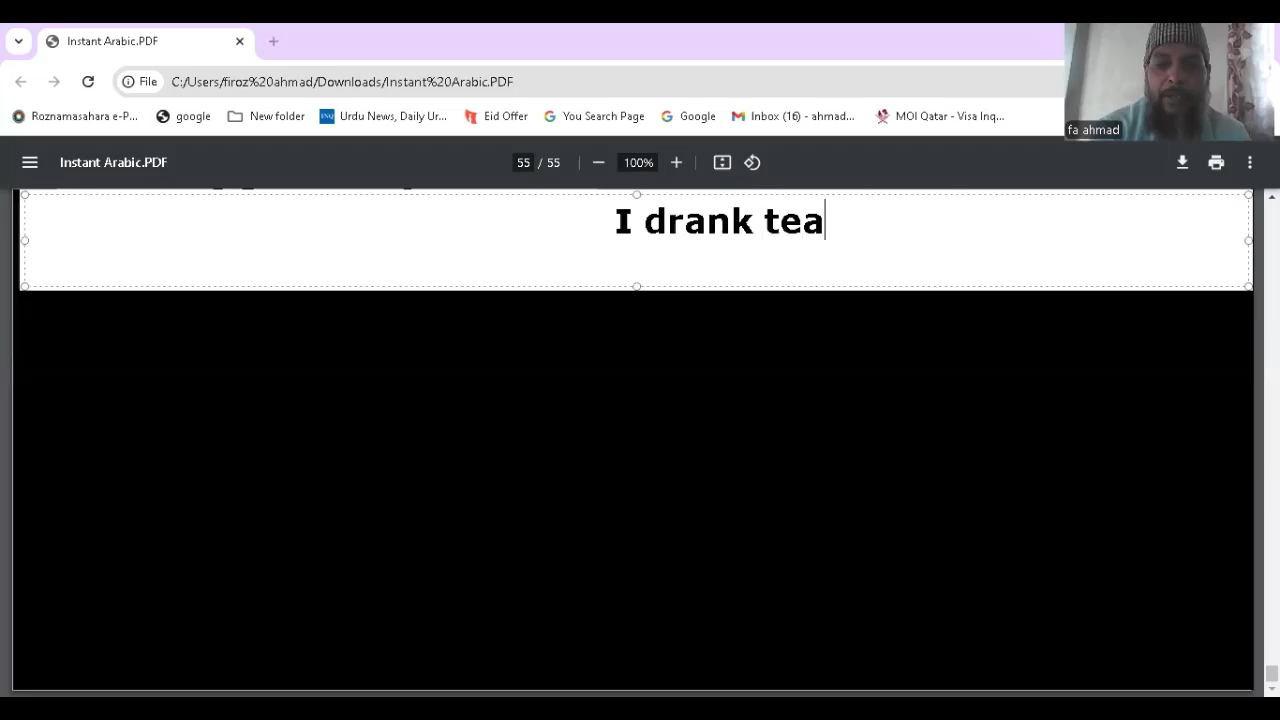 Instant Arabic.PDF
File
C:/Users/firoz%20ahmad/Downloads/Instant%20Arabic.PDF
Roznamasahara e-P...
google
New folder
Urdu News, Daily Ur...
Eid Offer
You Search Page
Google
Inbox (16) - ahmad...
MOI Qatar - Visa Inq...
fa ahmad
Instant Arabic.PDF
55 / 55
100%
I drank tea